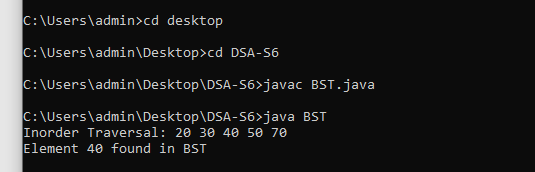 C:\Users\admin>cd desktop
C:\Users\admin\Desktop>cd DSA-S6
C:\Users\admin\Desktop\DSA-S6>javac BST.java
C:\Users\admin\Desktop\DSA-S6>java BST
Inorder Traversal: 20 30 40 50 70
Element 40 found in BST